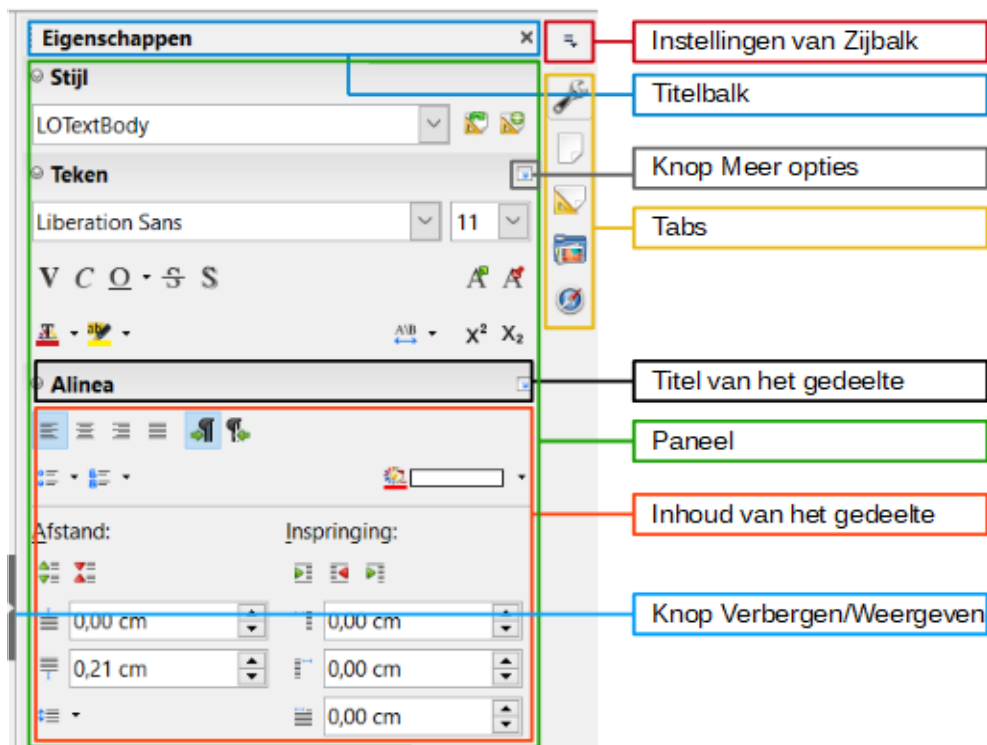 Eigenschappen
Instellingen van Zijbalk
Stijl
Titelbalk
LOTextBody
Teken
Knop Meer opties
Liberation Sans
11
Tabs
V C O S S A A
A\B X² X₂
Alinea
Titel van het gedeelte
Paneel
Inhoud van het gedeelte
Afstand:
Inspringing:
0,00 cm
0,00 cm
Knop Verbergen/Weergeven
0,21 cm
0,00 cm
0,00 cm